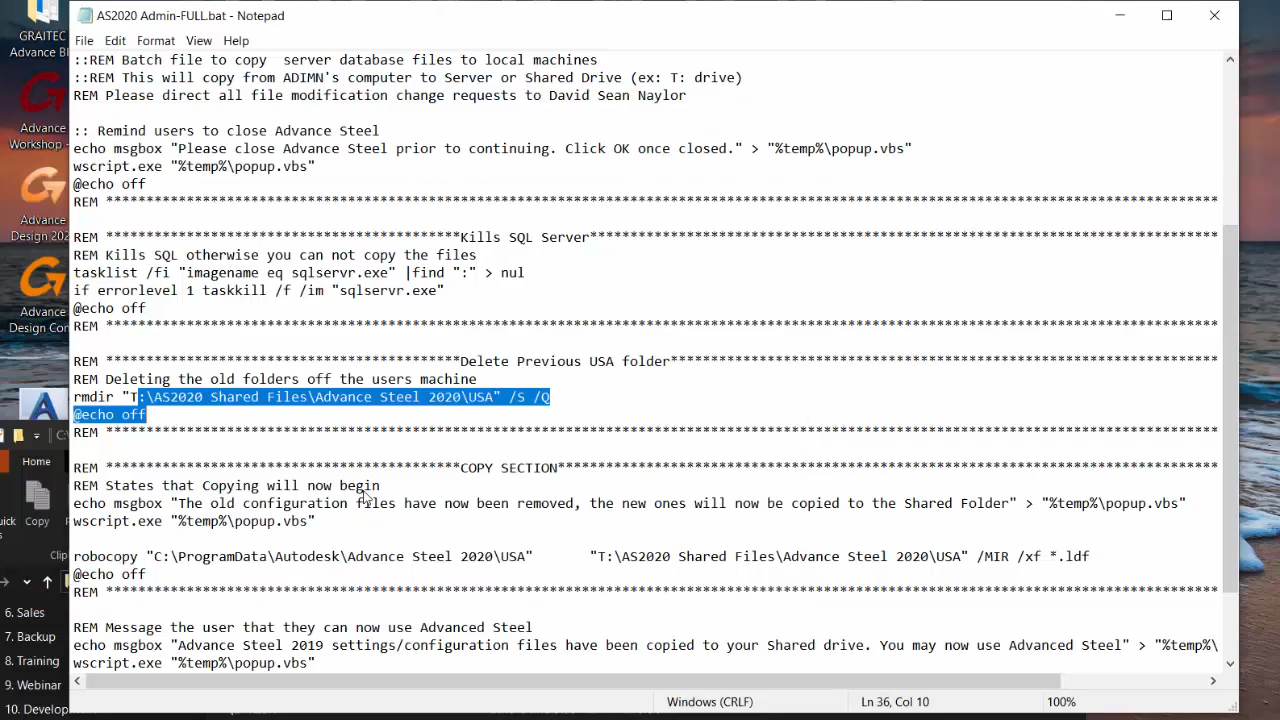 AS2020 Admin-FULL.bat - Notepad
File Edit Format View Help
::REM Batch file to copy  server database files to local machines
::REM This will copy from ADIMN's computer to Server or Shared Drive (ex: T: drive)
REM Please direct all file modification change requests to David Sean Naylor
:: Remind users to close Advance Steel
echo msgbox "Please close Advance Steel prior to continuing. Click OK once closed." > "%temp%\popup.vbs"
wscript.exe "%temp%\popup.vbs"
@echo off
REM ********************************************************************************************************************************************
REM ********************************************Kills SQL Server******************************************************************************
REM Kills SQL otherwise you can not copy the files
tasklist /fi "imagename eq sqlservr.exe" |find ":" > nul
if errorlevel 1 taskkill /f /im "sqlservr.exe"
@echo off
REM ********************************************************************************************************************************************
REM ********************************************Delete Previous USA folder********************************************************************
REM Deleting the old folders off the users machine
rmdir "T:\AS2020 Shared Files\Advance Steel 2020\USA" /S /Q
@echo off
REM ********************************************************************************************************************************************
REM ********************************************COPY SECTION**********************************************************************************
REM States that Copying will now begin
echo msgbox "The old configuration files have now been removed, the new ones will now be copied to the Shared Folder" > "%temp%\popup.vbs"
wscript.exe "%temp%\popup.vbs"
robocopy "C:\ProgramData\Autodesk\Advance Steel 2020\USA"       "T:\AS2020 Shared Files\Advance Steel 2020\USA" /MIR /xf *.ldf
@echo off
REM ********************************************************************************************************************************************
REM Message the user that they can now use Advanced Steel
echo msgbox "Advance Steel 2019 settings/configuration files have been copied to your Shared drive. You may now use Advanced Steel" > "%temp%\
wscript.exe "%temp%\popup.vbs"
Windows (CRLF) Ln 36, Col 10 100%
GRAITEC
Advance
Advance
Workshop -
Advance
Design
Advance
Design
Home
Copy
6. Sales
7. Backup
8. Training
9. Webinar
10.